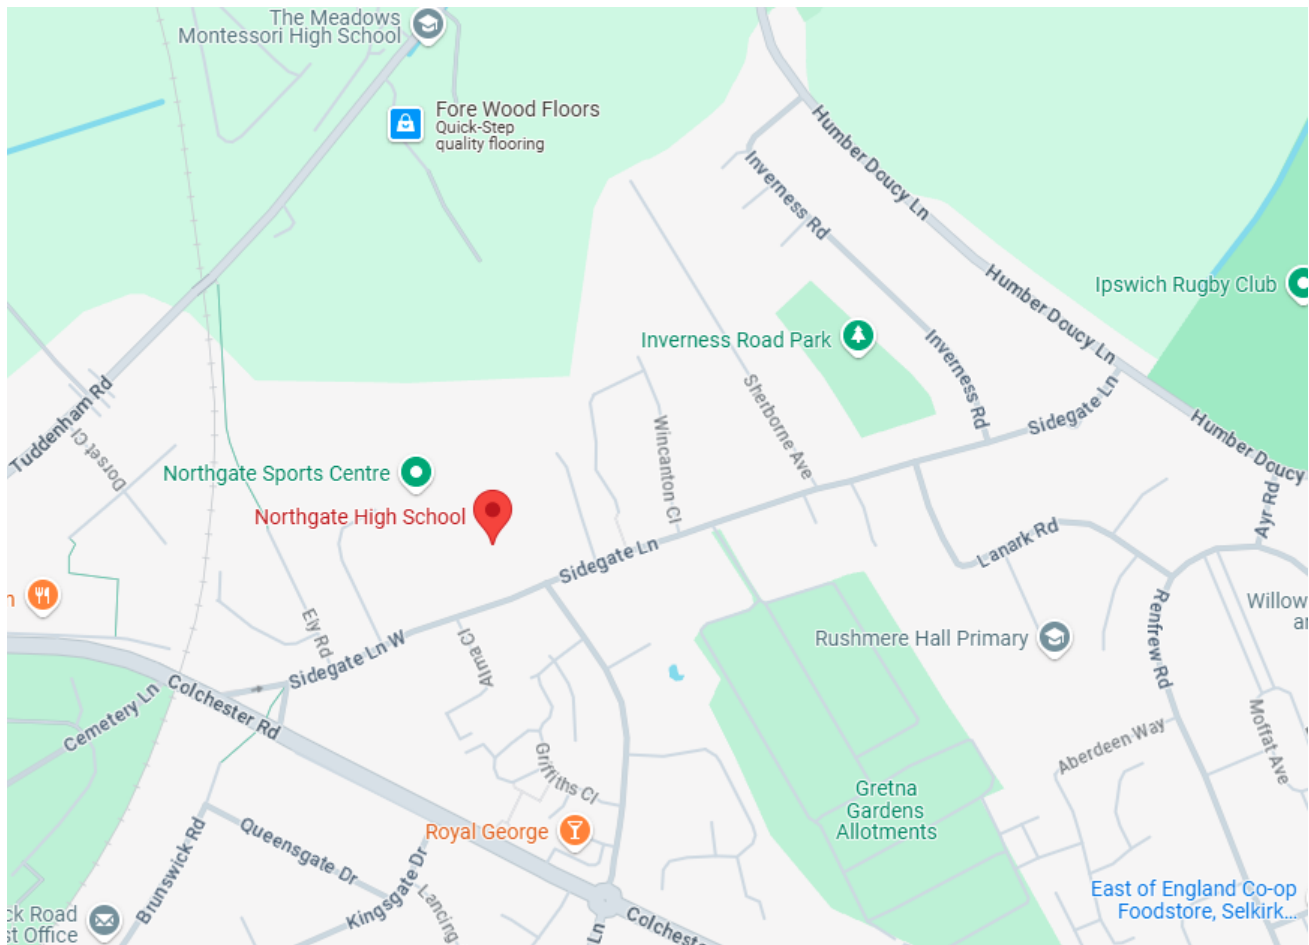 The Meadows
Montessori High School
Fore Wood Floors
Quick-Step
quality flooring
Humber Doucy Ln
Inverness Rd
Humber Doucy Ln
Ipswich Rugby Club
Inverness Road Park
Inverness Rd
Sherborne Ave
Sidegate Ln
Humber Doucy
Tuddenham Rd
Dorset Cl
Wincanton Cl
Northgate Sports Centre
Northgate High School
Ayr Rd
Lanark Rd
Sidegate Ln
n
Ely Rd
Alma Cl
Sidegate Ln W
Rushmere Hall Primary
Renfrew Rd
Willow
ar
Cemetery Ln
Colchester Rd
Moffat Ave
Aberdeen Way
Griffiths Cl
Gretna
Gardens
Allotments
Royal George
Queensgate Dr
Brunswick Rd
Kingsgate Dr
Lancing
East of England Co-op
Foodstore, Selkirk...
ck Road
st Office
Ln
Colcheste